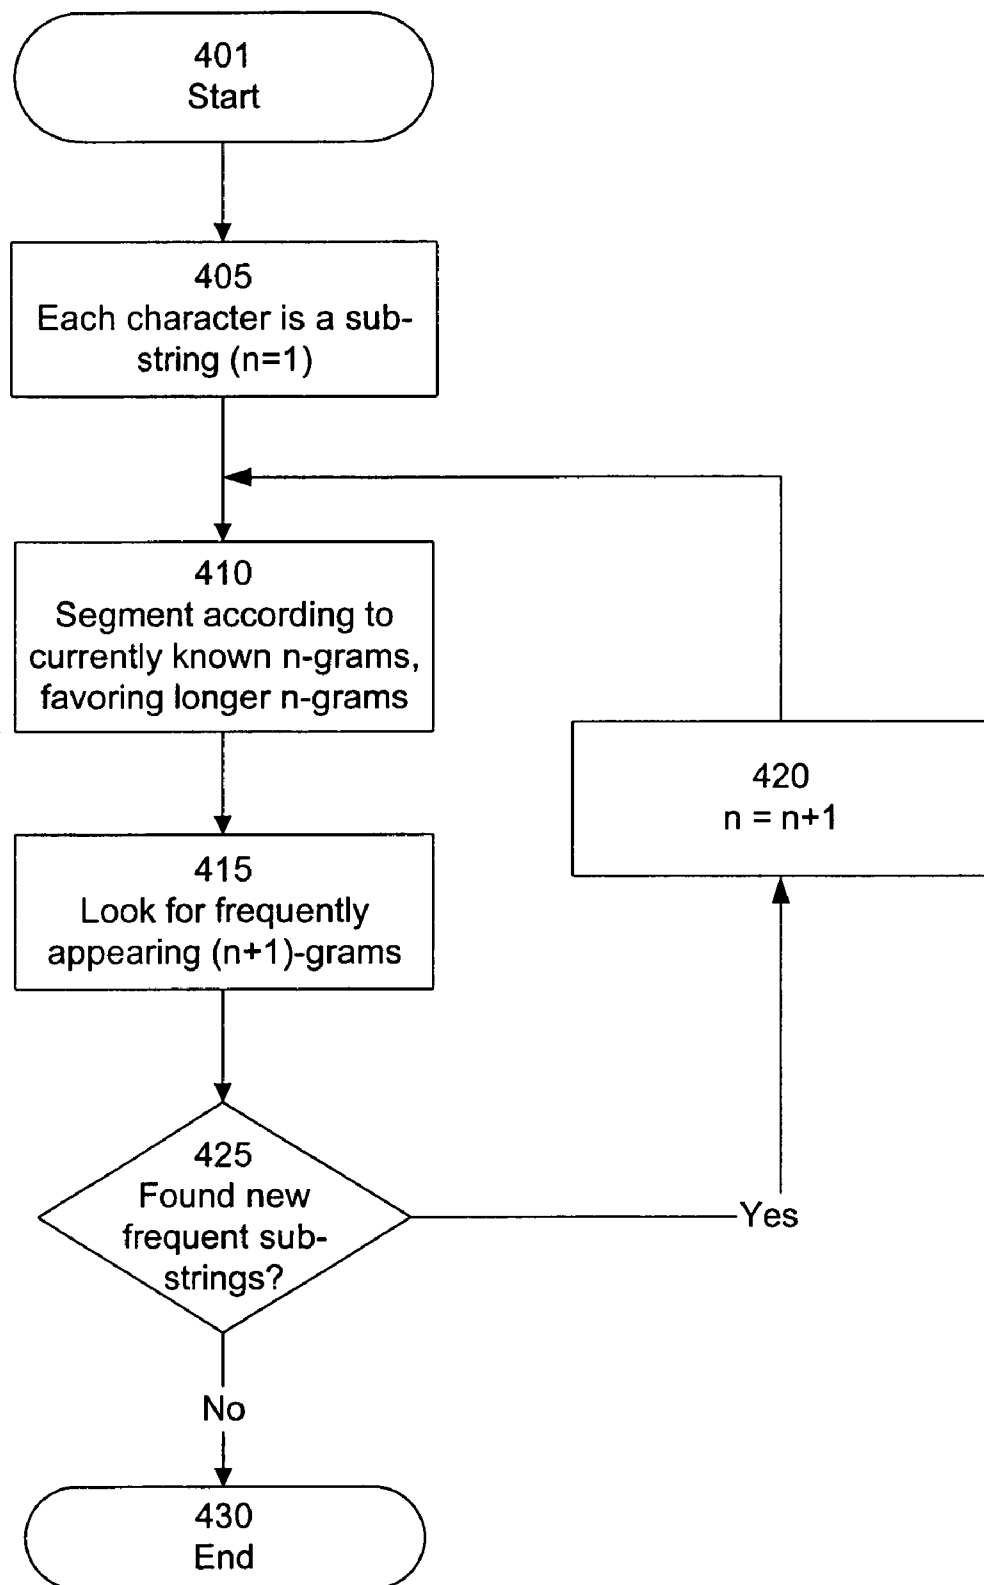 401
Start
405
Each character is a sub-
string (n=1)
410
Segment according to
currently known n-grams,
favoring longer n-grams
415
Look for frequently
appearing (n+1)-grams
420
n = n+1
425
Found new
frequent sub-
strings?
Yes
No
430
End